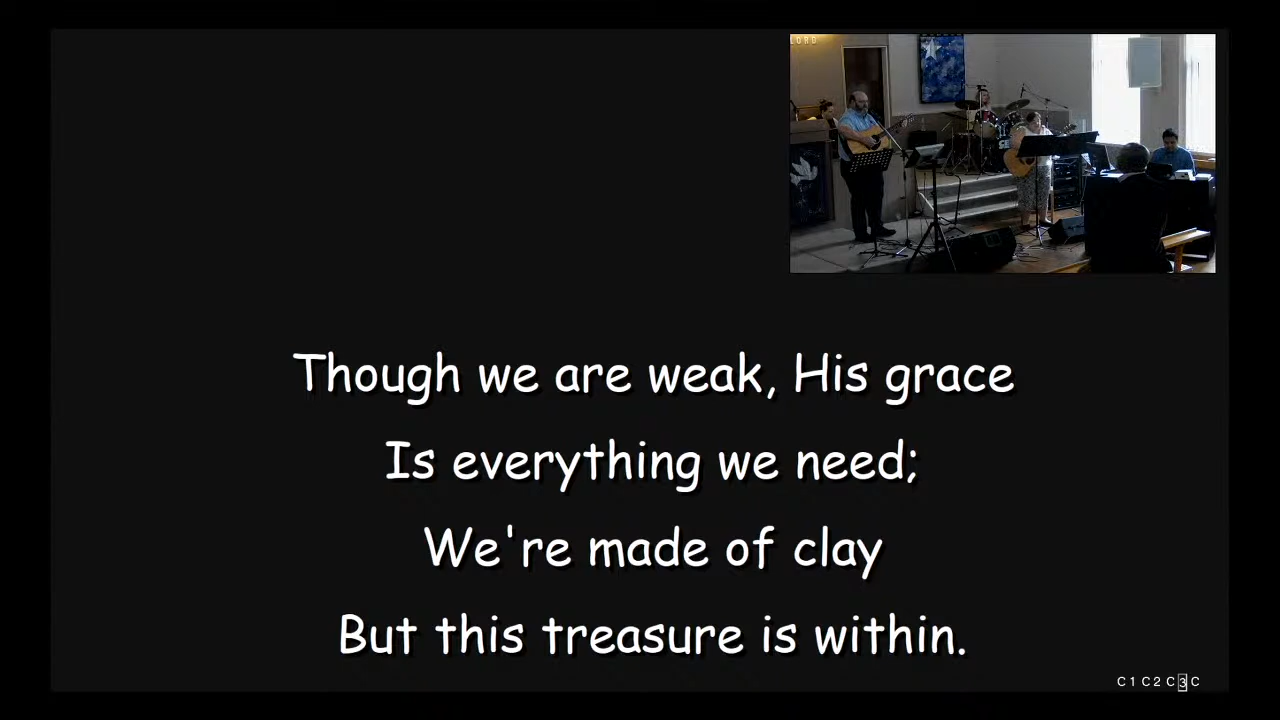 LORD
Though we are weak, His grace
Is everything we need;
We're made of clay
But this treasure is within.
C1 C2 C3 C